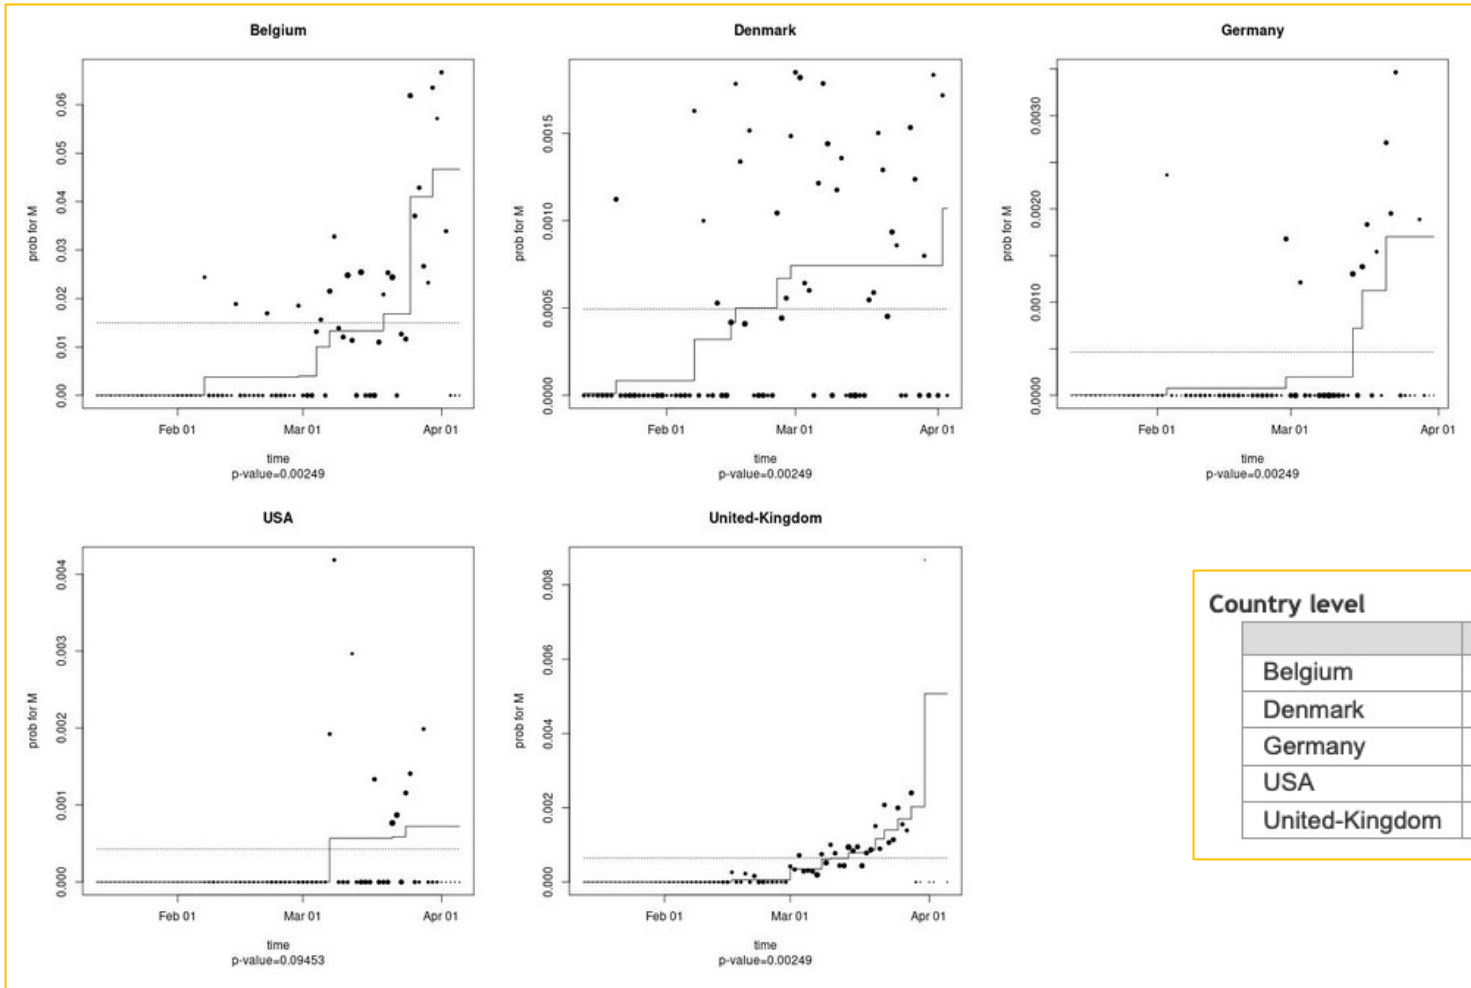 Belgium
0.06
0.05
0.04
0.03
0.02
0.01
0.00
prob for M
Feb 01 Mar 01 Apr 01
time
p-value=0.00249
Denmark
0.0015
0.0010
0.0005
0.0000
prob for M
Feb 01 Mar 01 Apr 01
time
p-value=0.00249
Germany
0.0030
0.0020
0.0010
0.0000
prob for M
Feb 01 Mar 01 Apr 01
time
p-value=0.00249
USA
0.004
0.003
0.002
0.001
0.000
prob for M
Feb 01 Mar 01 Apr 01
time
p-value=0.09453
United-Kingdom
0.008
0.006
0.004
0.002
0.000
prob for M
Feb 01 Mar 01 Apr 01
time
p-value=0.00249
Country level
Belgium
Denmark
Germany
USA
United-Kingdom